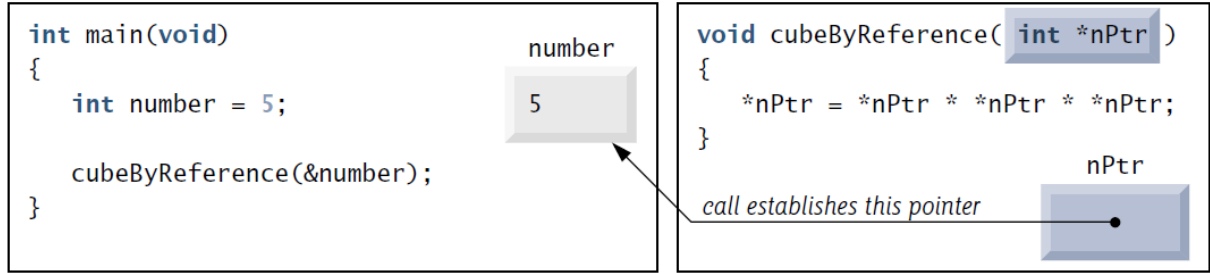 int main(void)
{
int number = 5;
cubeByReference(&number);
}
number
5
void cubeByReference( int *nPtr )
{
*nPtr = *nPtr * *nPtr * *nPtr;
}
nPtr
call establishes this pointer